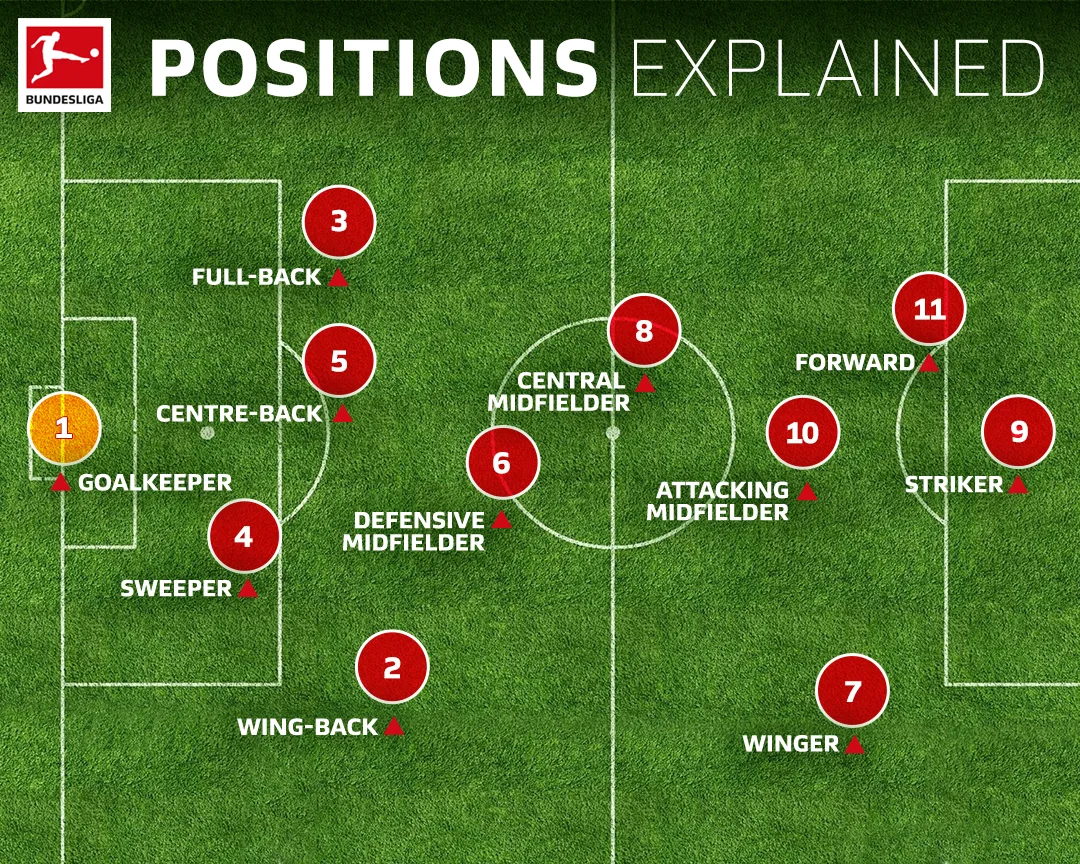 BUNDESLIGA
POSITIONS EXPLAINED
3
FULL-BACK
5
CENTRE-BACK
1
GOALKEEPER
4
SWEEPER
2
WING-BACK
6
DEFENSIVE
MIDFIELDER
8
CENTRAL
MIDFIELDER
10
ATTACKING
MIDFIELDER
11
FORWARD
9
STRIKER
7
WINGER